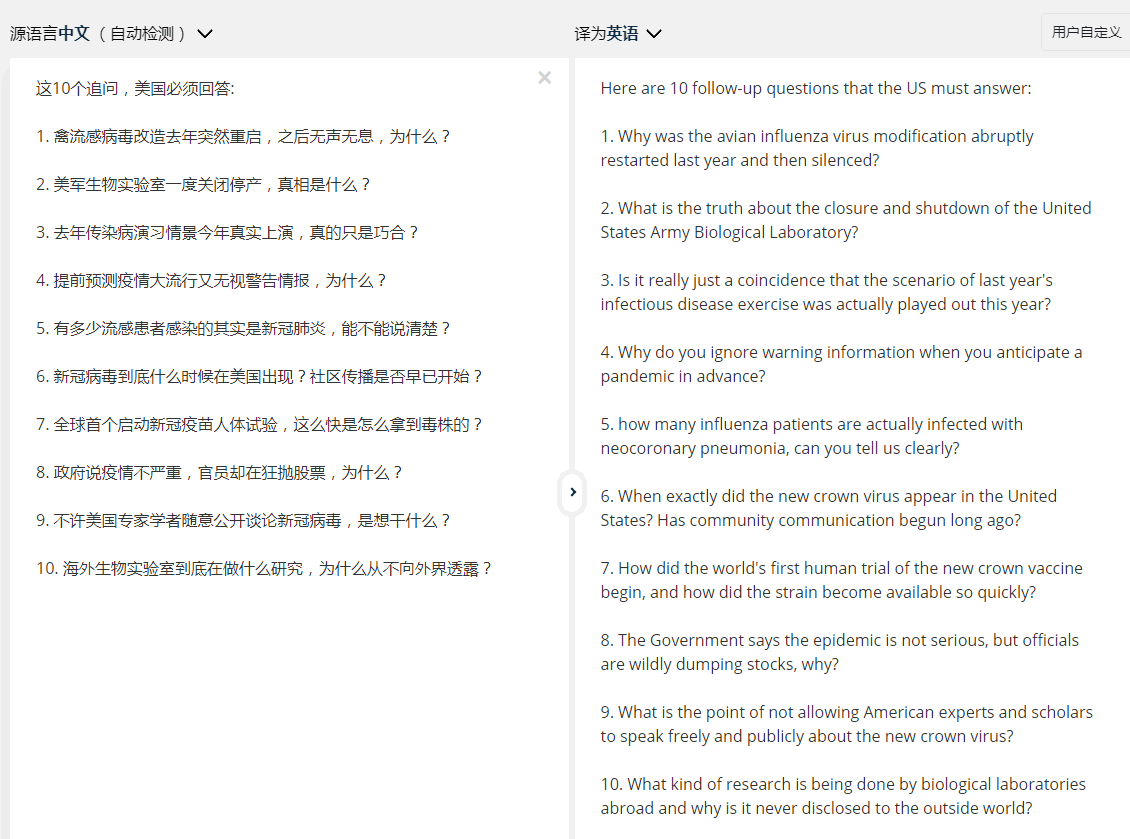 源语言中文（自动检测）
译为英语
用户自定义
这10个追问，美国必须回答:
1. 禽流感病毒改造去年突然重启，之后无声无息，为什么？
2. 美军生物实验室一度关闭停产，真相是什么？
3. 去年传染病演习情景今年真实上演，真的只是巧合？
4. 提前预测疫情大流行又无视警告情报，为什么？
5. 有多少流感患者感染的其实是新冠肺炎，能不能说清楚？
6. 新冠病毒到底什么时候在美国出现？社区传播是否早已开始？
7. 全球首个启动新冠疫苗人体试验，这么快是怎么拿到毒株的？
8. 政府说疫情不严重，官员却在狂抛股票，为什么？
9. 不许美国专家学者随意公开谈论新冠病毒，是想干什么？
10. 海外生物实验室到底在做什么研究，为什么从不向外界透露？
Here are 10 follow-up questions that the US must answer:
1. Why was the avian influenza virus modification abruptly
restarted last year and then silenced?
2. What is the truth about the closure and shutdown of the United
States Army Biological Laboratory?
3. Is it really just a coincidence that the scenario of last year's
infectious disease exercise was actually played out this year?
4. Why do you ignore warning information when you anticipate a
pandemic in advance?
5. how many influenza patients are actually infected with
neocoronary pneumonia, can you tell us clearly?
6. When exactly did the new crown virus appear in the United
States? Has community communication begun long ago?
7. How did the world's first human trial of the new crown vaccine
begin, and how did the strain become available so quickly?
8. The Government says the epidemic is not serious, but officials
are wildly dumping stocks, why?
9. What is the point of not allowing American experts and scholars
to speak freely and publicly about the new crown virus?
10. What kind of research is being done by biological laboratories
abroad and why is it never disclosed to the outside world?